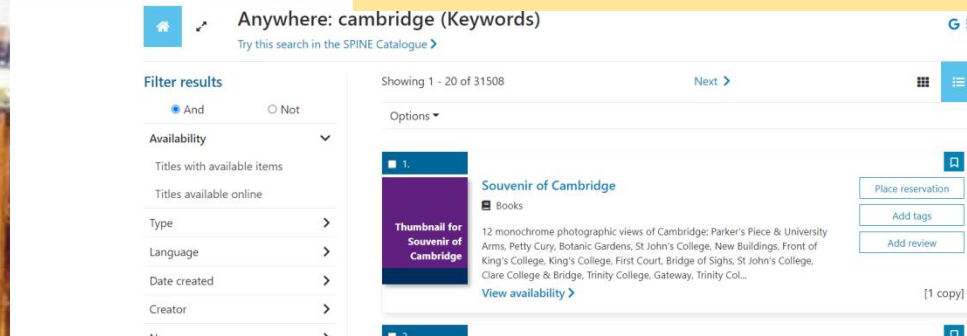 Anywhere: cambridge (Keywords)
Try this search in the SPINE Catalogue
G
Filter results
And Not
Availability
Titles with available items
Titles available online
Type
Language
Date created
Creator
Showing 1 - 20 of 31508
Next
Options
1.
Thumbnail for
Souvenir of
Cambridge
Souvenir of Cambridge
Books
12 monochrome photographic views of Cambridge: Parker's Piece & University
Arms, Petty Cury, Botanic Gardens, St John's College, New Buildings, Front of
King's College, King's College, First Court, Bridge of Sighs, St John's College,
Clare College & Bridge, Trinity College, Gateway, Trinity Col...
View availability
Place reservation
Add tags
Add review
[1 copy]